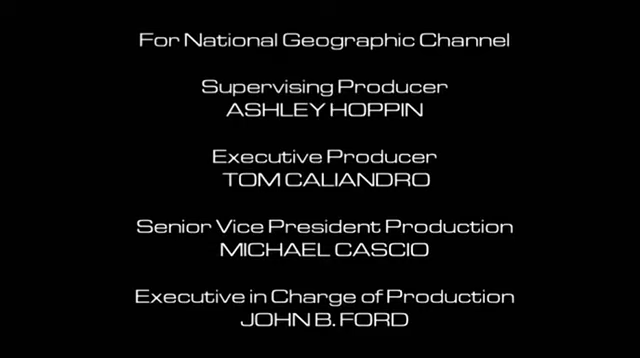 For National Geographic Channel
Supervising Producer
ASHLEY HOPPIN
Executive Producer
TOM CALIANDRO
Senior Vice President Production
MICHAEL CASCIO
Executive in Charge of Production
JOHN B. FORD